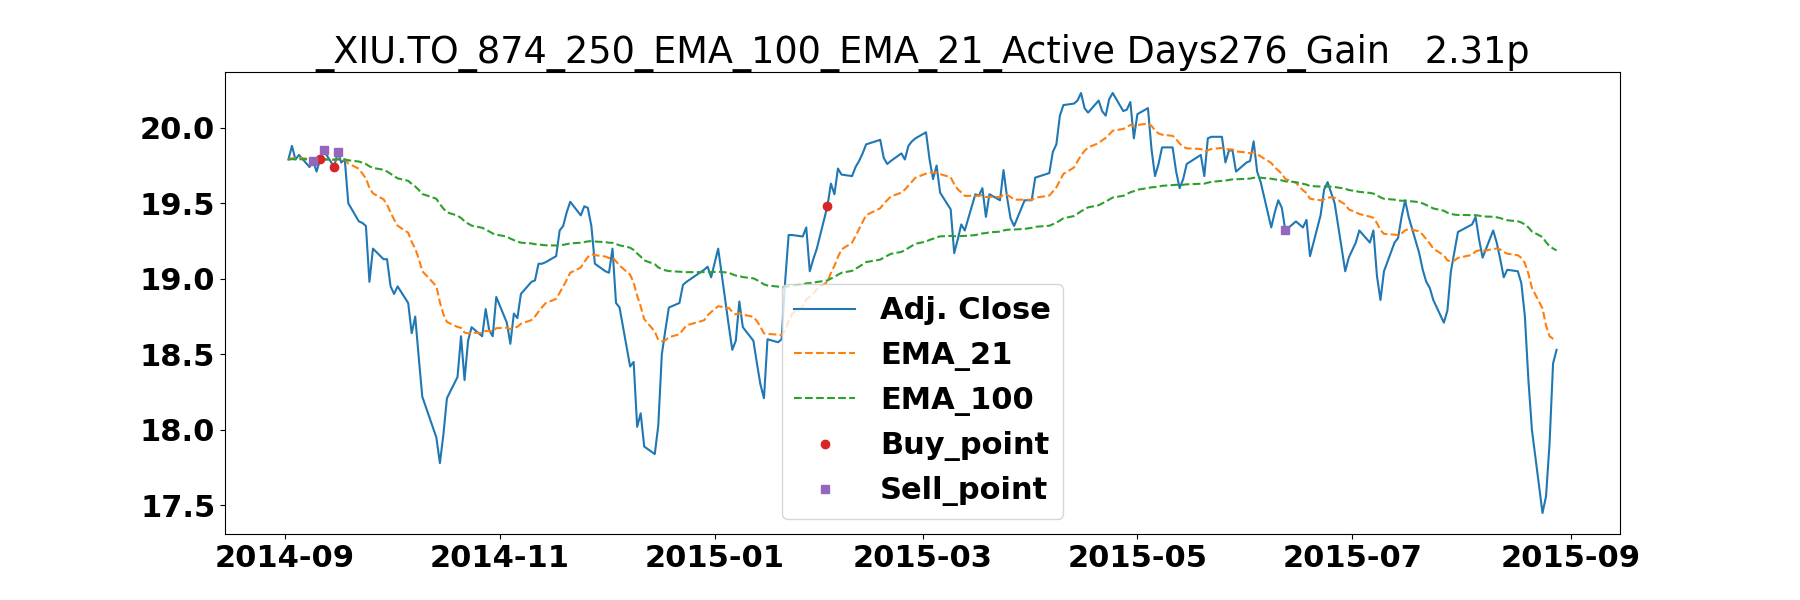 _XIU.TO_874_250_EMA_100_EMA_21_Active Days276_Gain   2.31p
20.0
19.5
19.0
18.5
18.0
17.5
Adj. Close
EMA_21
EMA_100
Buy_point
Sell_point
2014-09 2014-11 2015-01 2015-03 2015-05 2015-07 2015-09